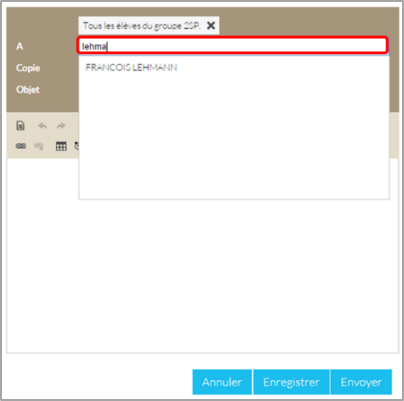 Tous les élèves du groupe 2SP.
A
lehma
Copie
FRANCOIS LEHMANN
Objet
Annuler
Enregistrer
Envoyer